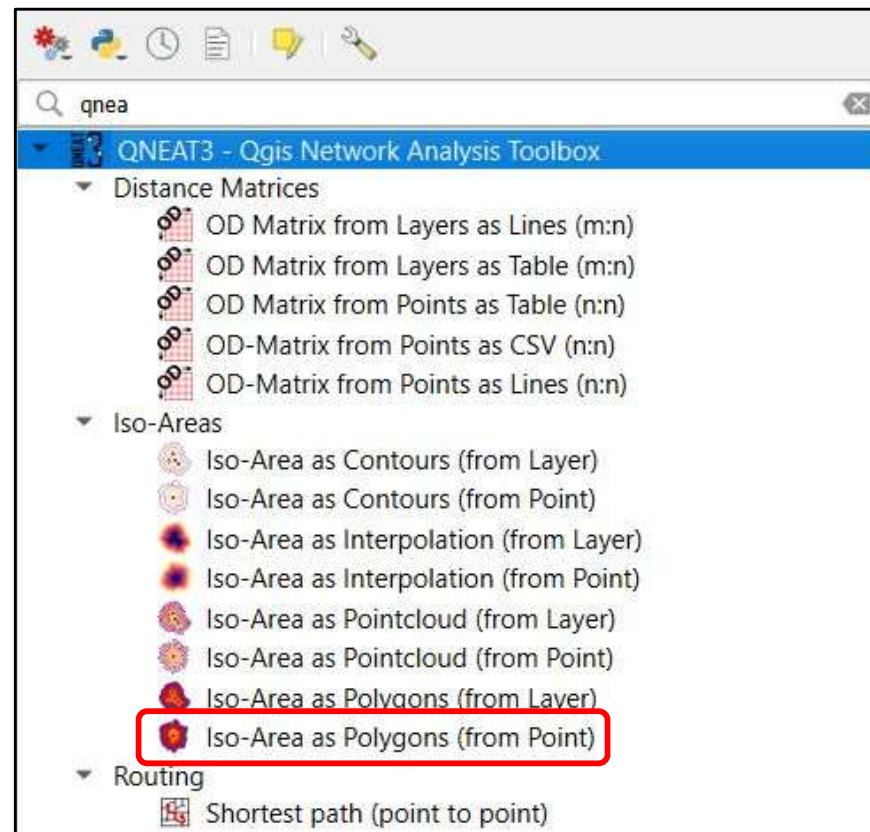 qnea
QNEAT3 - Qgis Network Analysis Toolbox
Distance Matrices
OD Matrix from Layers as Lines (m:n)
OD Matrix from Layers as Table (m:n)
OD Matrix from Points as Table (n:n)
OD-Matrix from Points as CSV (n:n)
OD-Matrix from Points as Lines (n:n)
Iso-Areas
Iso-Area as Contours (from Layer)
Iso-Area as Contours (from Point)
Iso-Area as Interpolation (from Layer)
Iso-Area as Interpolation (from Point)
Iso-Area as Pointcloud (from Layer)
Iso-Area as Pointcloud (from Point)
Iso-Area as Polygons (from Layer)
Iso-Area as Polygons (from Point)
Routing
Shortest path (point to point)